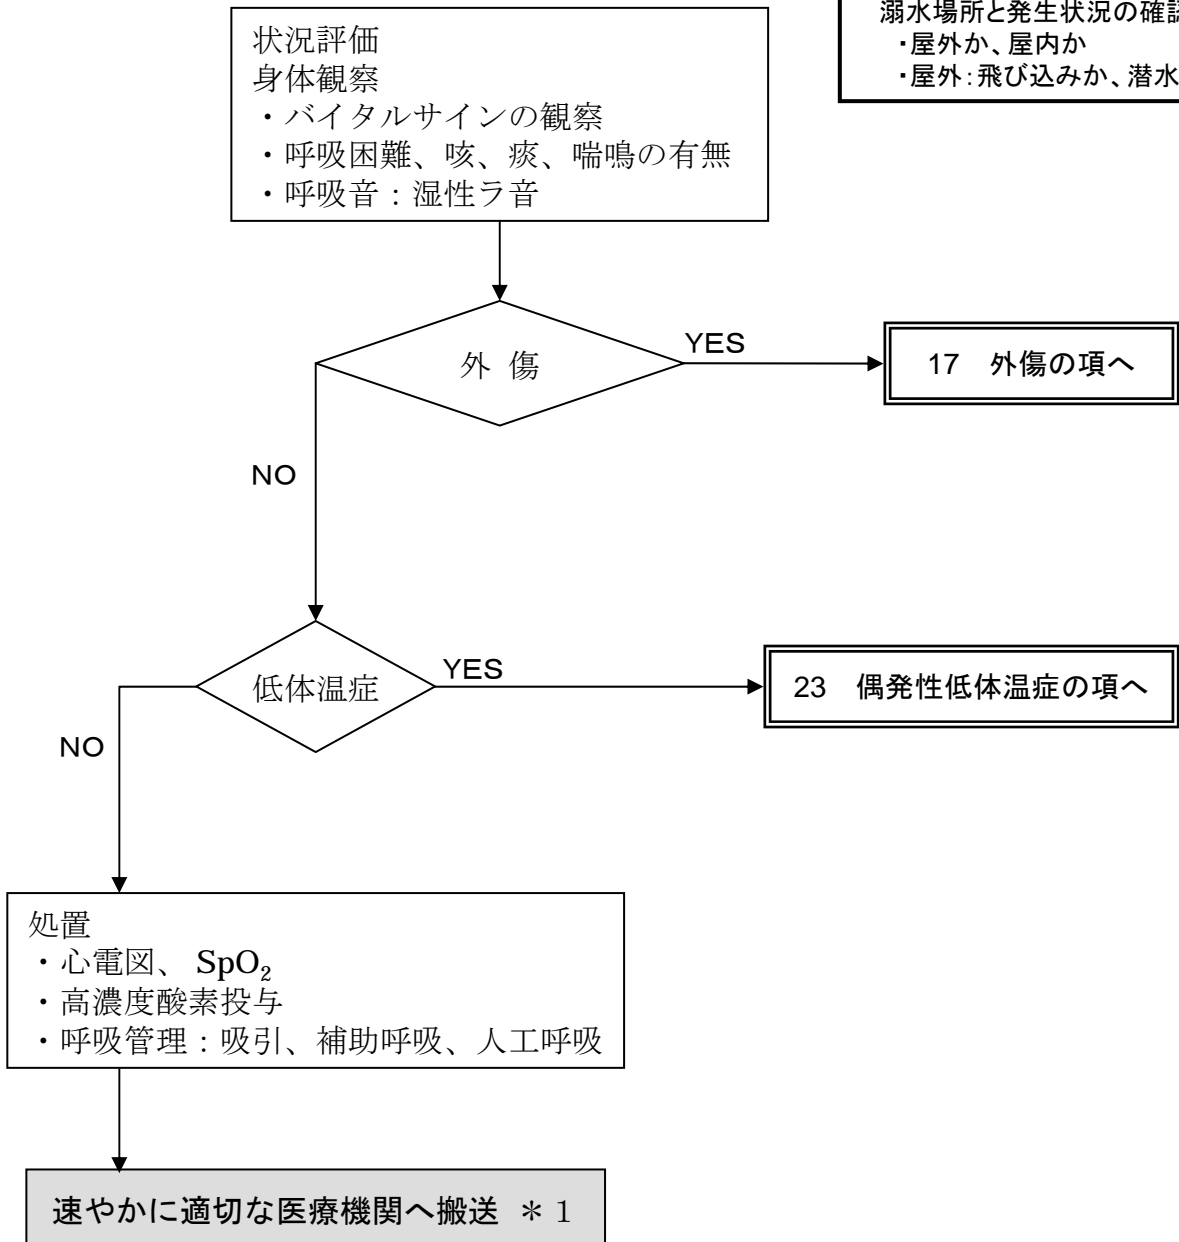 溺水場所と発生状況の確認
・屋外か、屋内か
・屋外：飛び込みか、潜水
状況評価
身体観察
・バイタルサインの観察
・呼吸困難、咳、痰、喘鳴の有無
・呼吸音：湿性ラ音
外 傷
YES
17　外傷の項へ
NO
低体温症
YES
23　偶発性低体温症の項へ
NO
処置
・心電図、 SpO₂
・高濃度酸素投与
・呼吸管理：吸引、補助呼吸、人工呼吸
速やかに適切な医療機関へ搬送 ＊1